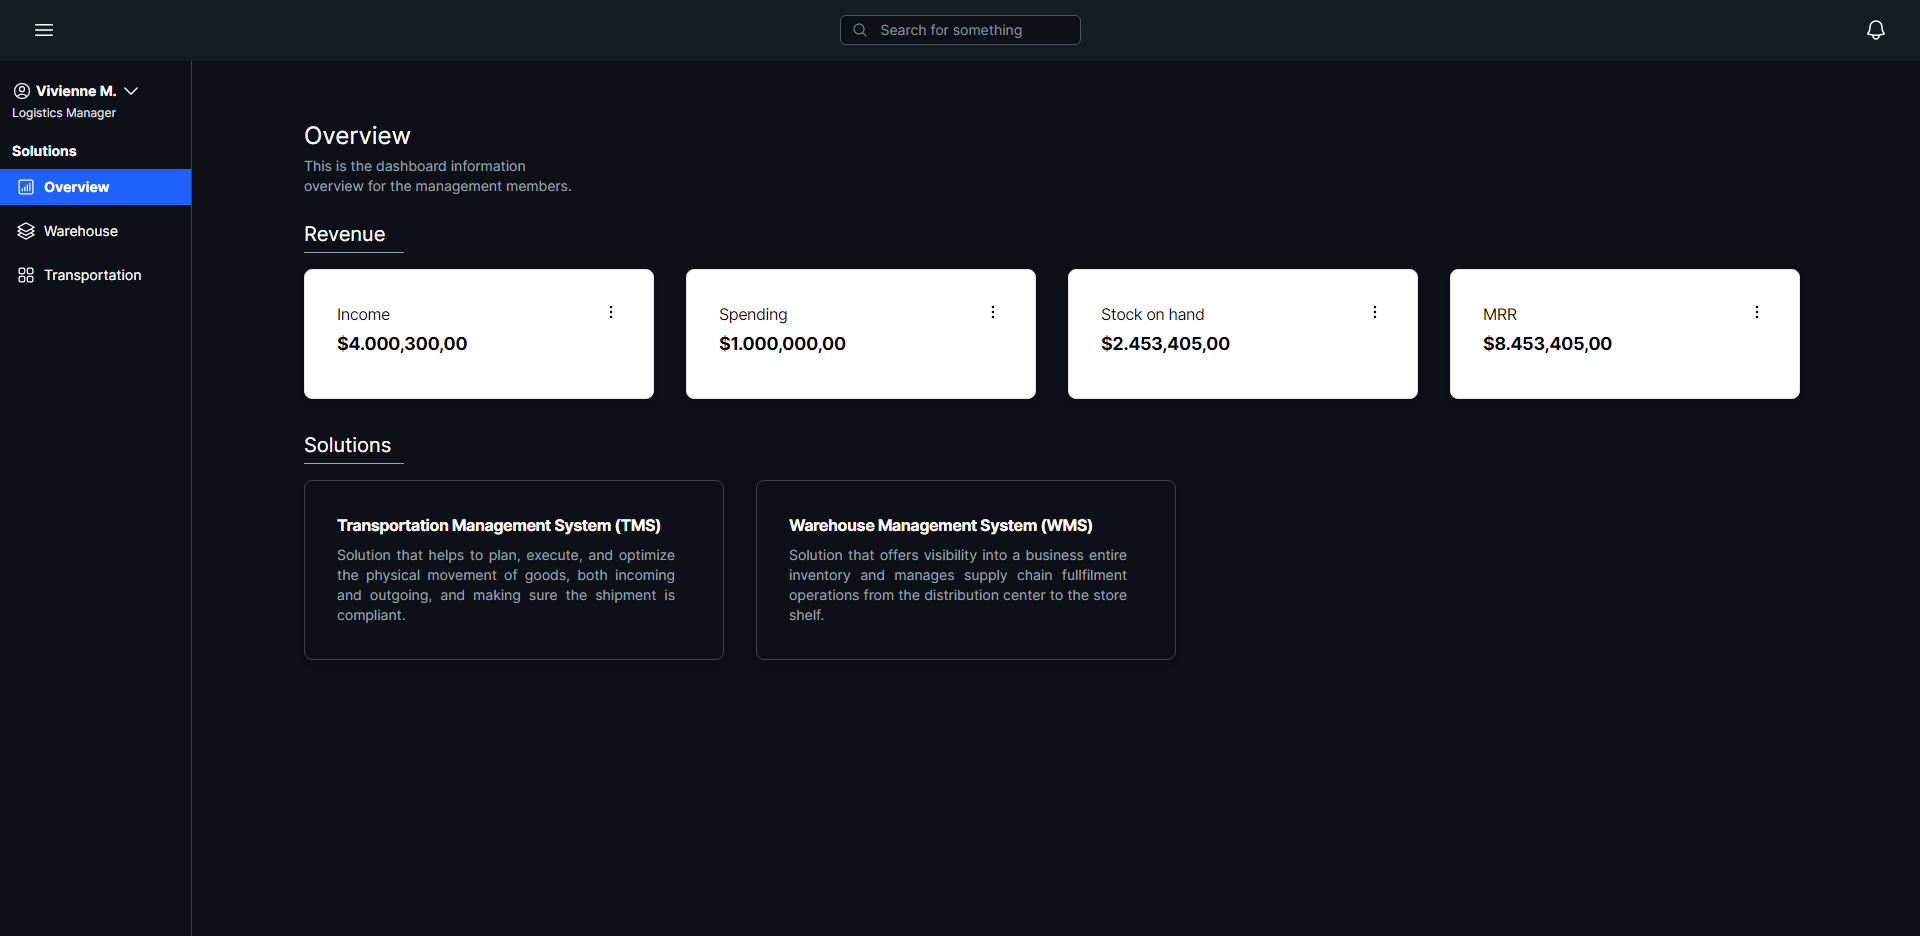 Search for something
Vivienne M.
Logistics Manager
Solutions
Overview
Warehouse
Transportation
Overview
This is the dashboard information
overview for the management members.
Revenue
Income
$4.000,300,00
Spending
$1.000,000,00
Stock on hand
$2.453,405,00
MRR
$8.453,405,00
Solutions
Transportation Management System (TMS)
Solution that helps to plan, execute, and optimize
the physical movement of goods, both incoming
and outgoing, and making sure the shipment is
compliant.
Warehouse Management System (WMS)
Solution that offers visibility into a business entire
inventory and manages supply chain fullfilment
operations from the distribution center to the store
shelf.